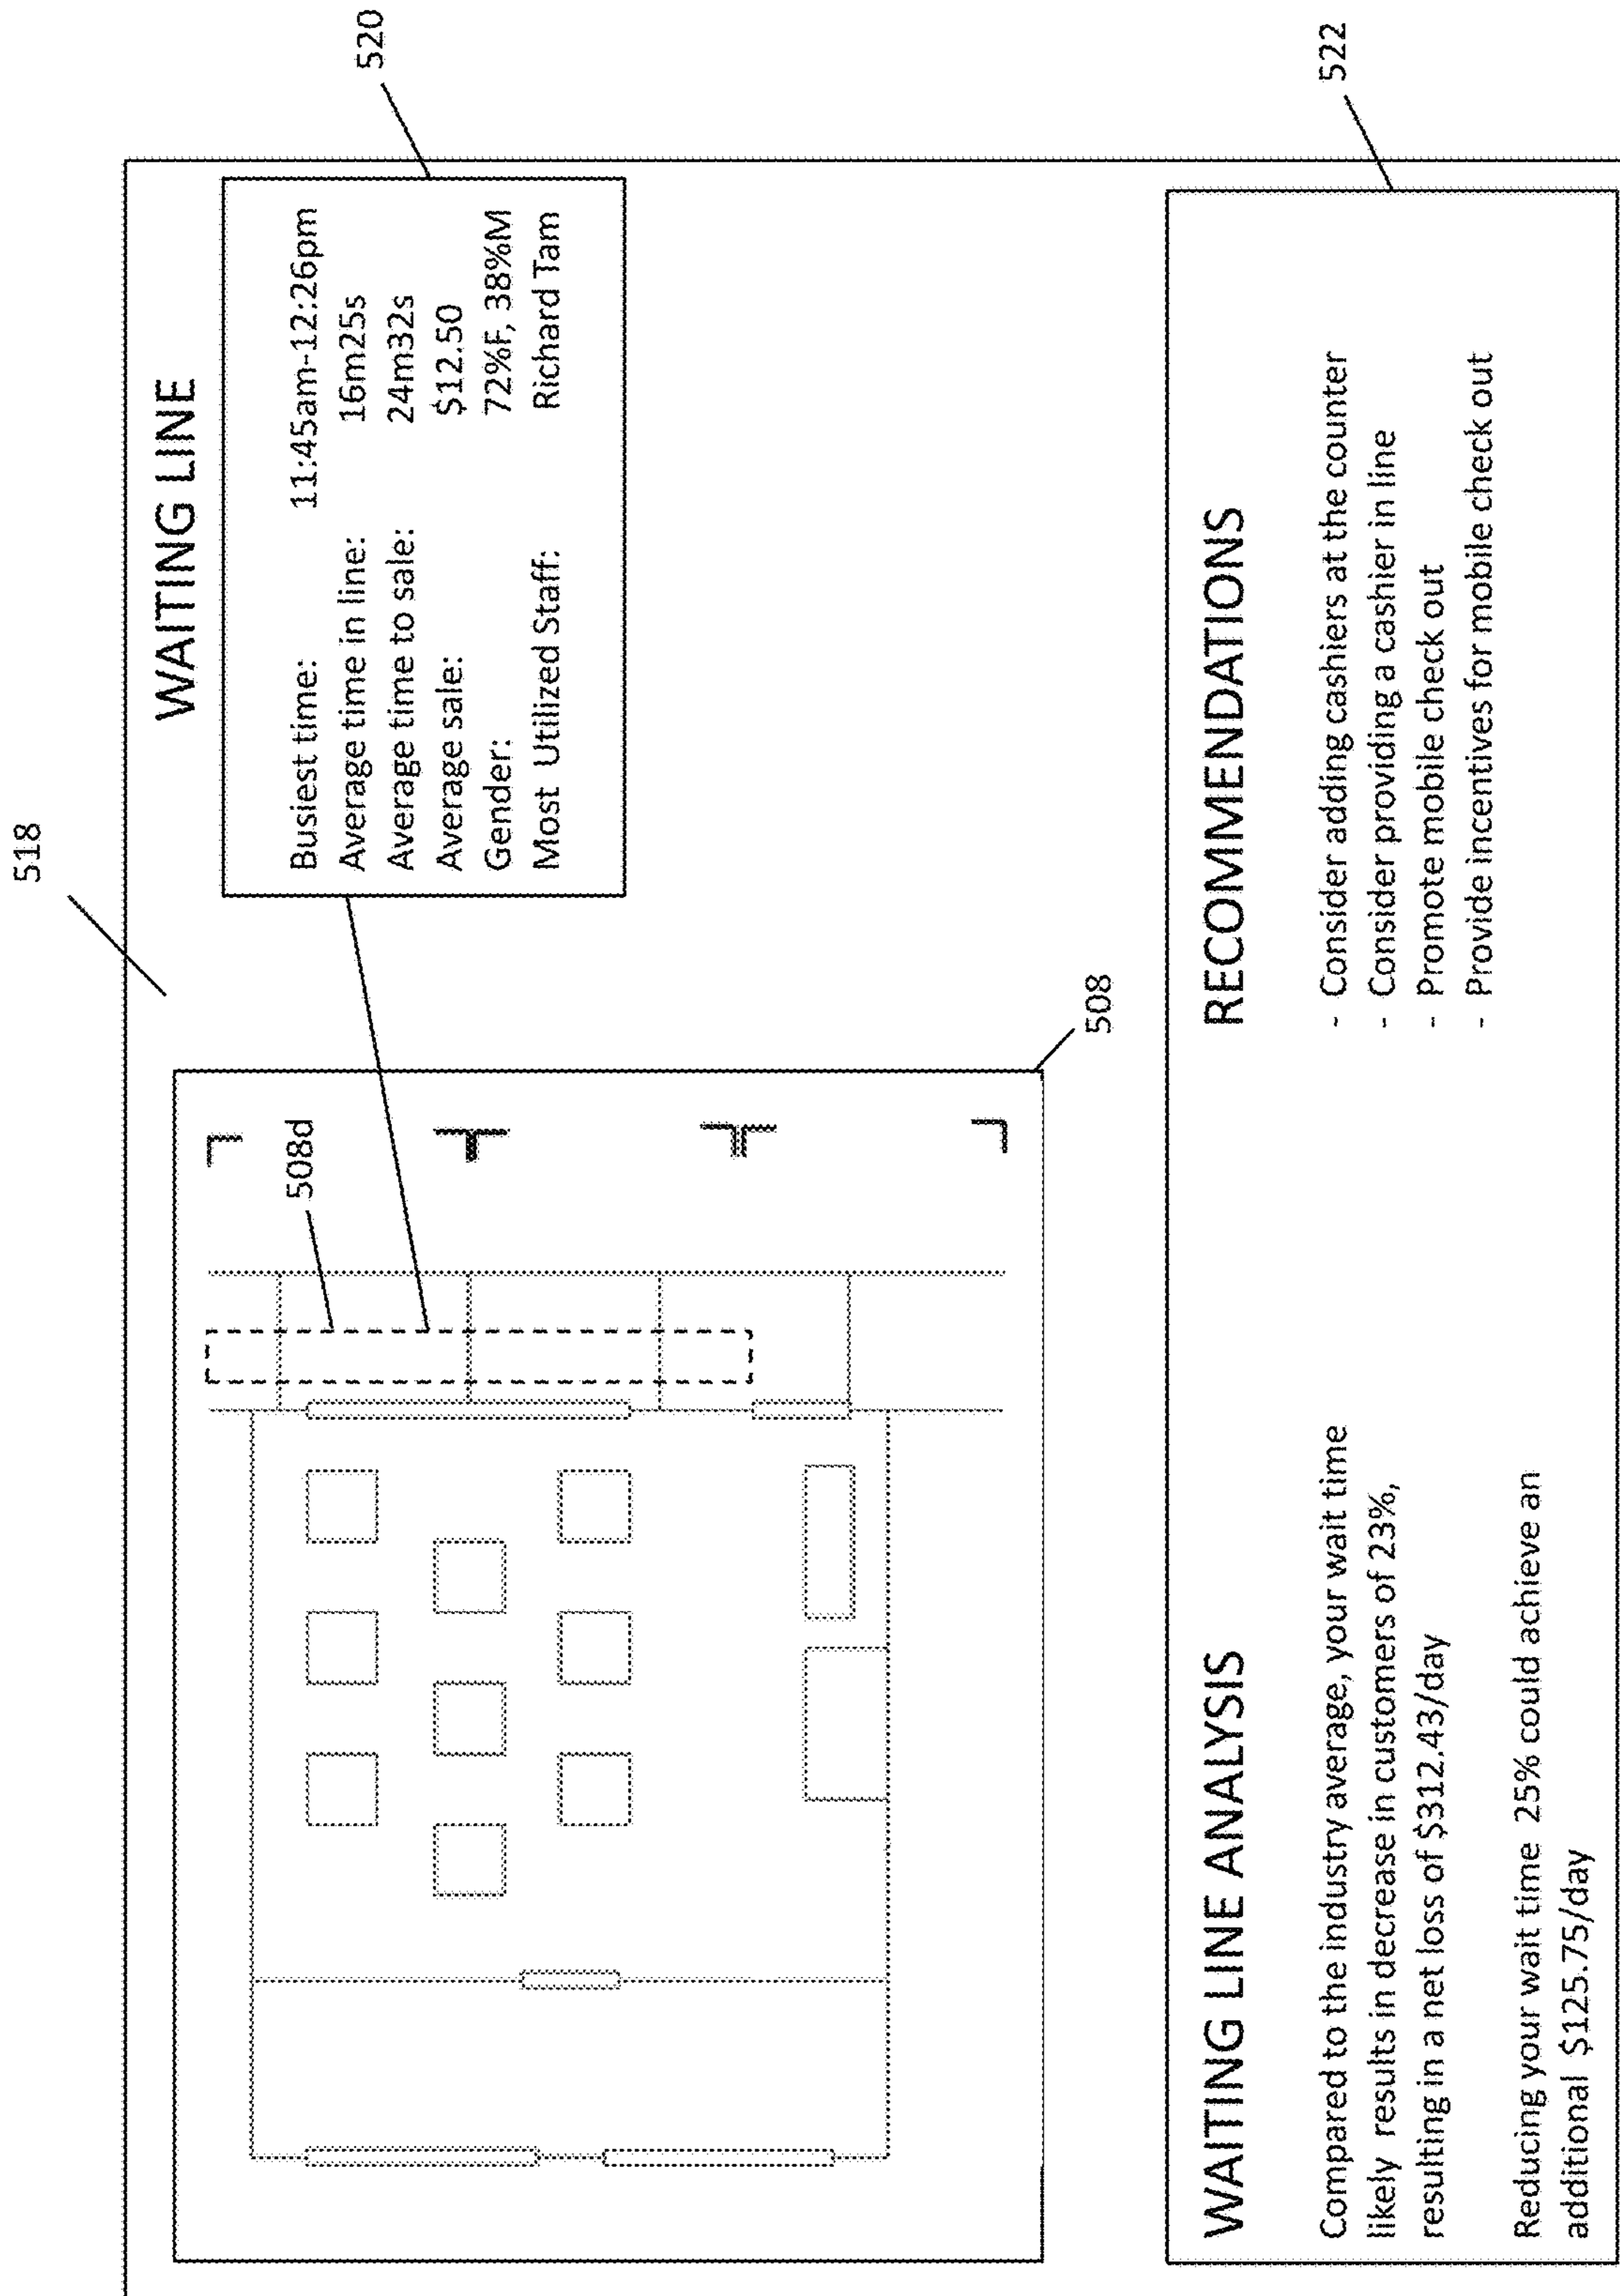 518
WAITING LINE
520
Busiest time: 11:45am-12:26pm
Average time in line: 16m25s
Average time to sale: 24m32s
Average sale: $12.50
Gender: 72%F, 38%M
Most Utilized Staff: Richard Tam
508d
508
522
WAITING LINE ANALYSIS
Compared to the industry average, your wait time
likely results in decrease in customers of 23%,
resulting in a net loss of $312.43/day
Reducing your wait time 25% could achieve an
additional $125.75/day
RECOMMENDATIONS
- Consider adding cashiers at the counter
- Consider providing a cashier in line
- Promote mobile check out
- Provide incentives for mobile check out